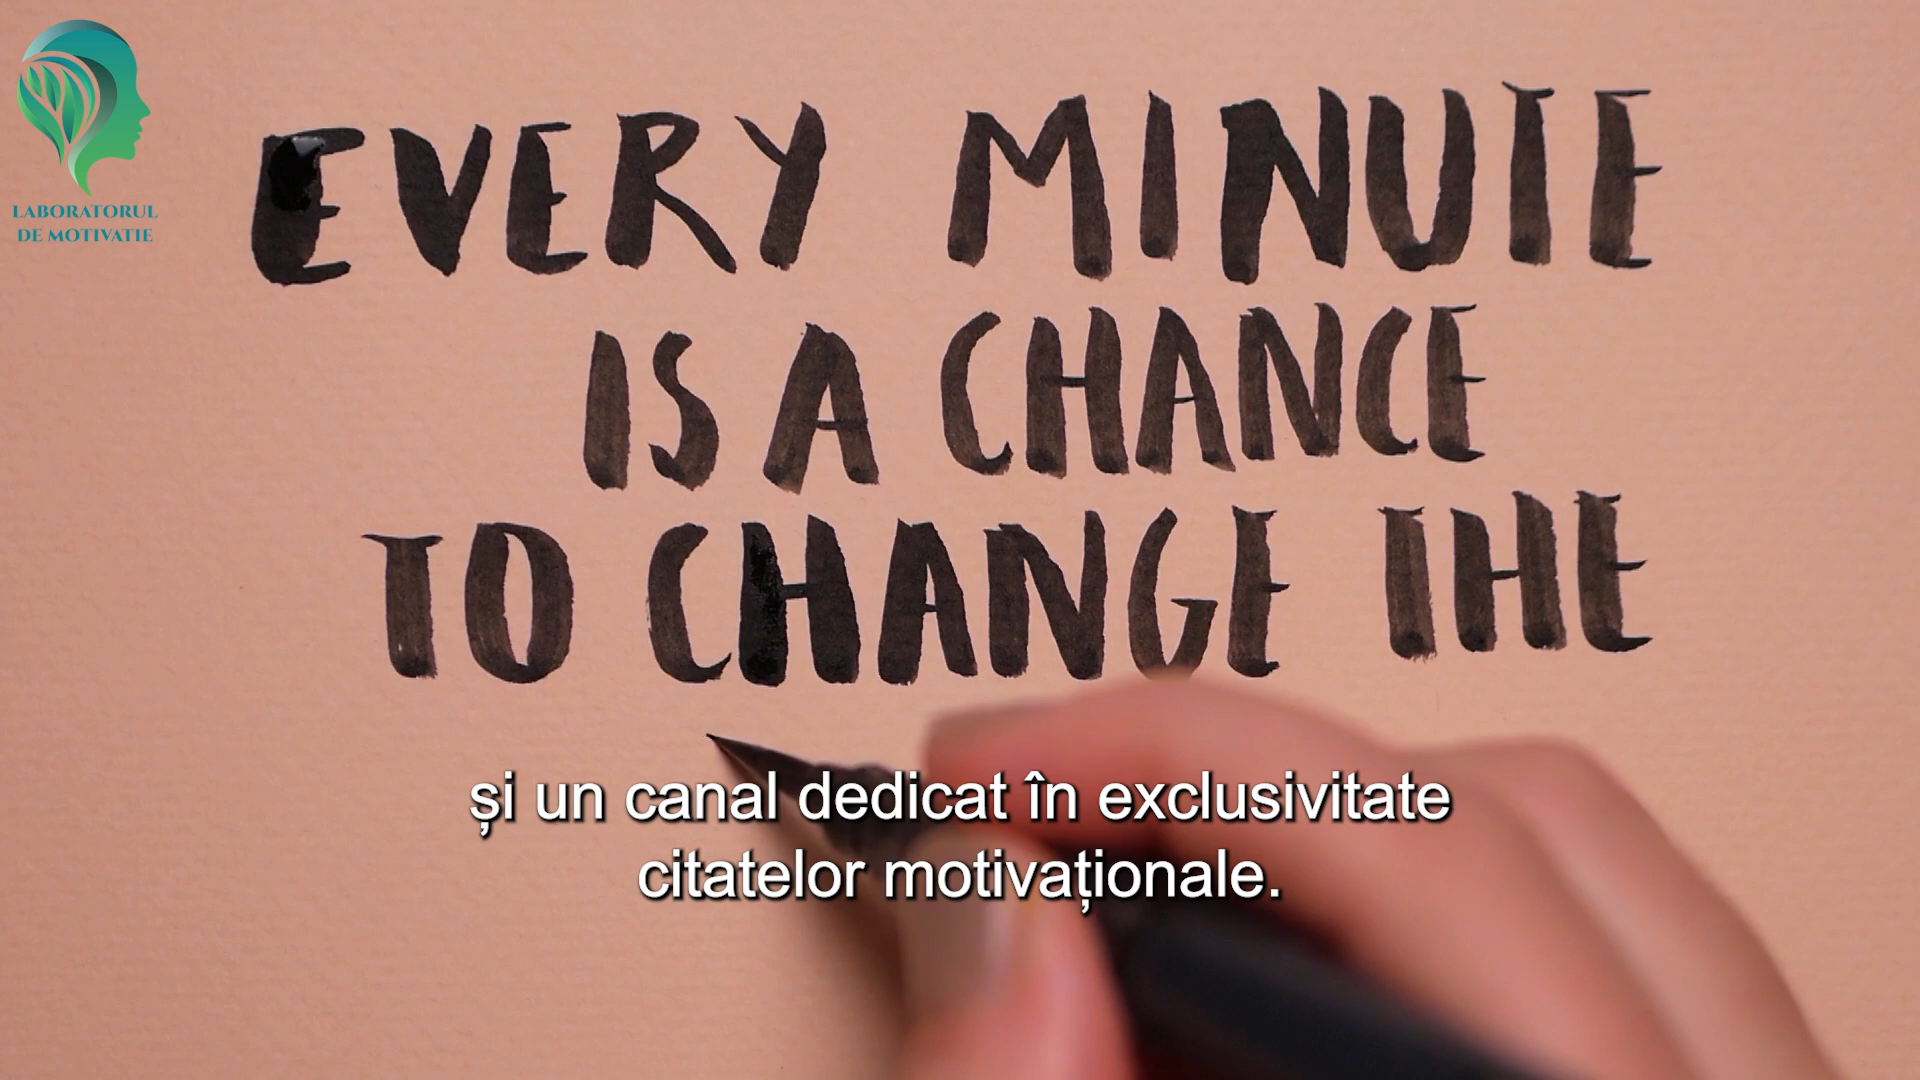 LABORATORUL
DE MOTIVATIE
EVERY MINUTE
IS A CHANCE
TO CHANGE THE
și un canal dedicat în exclusivitate
citatelor motivaționale.